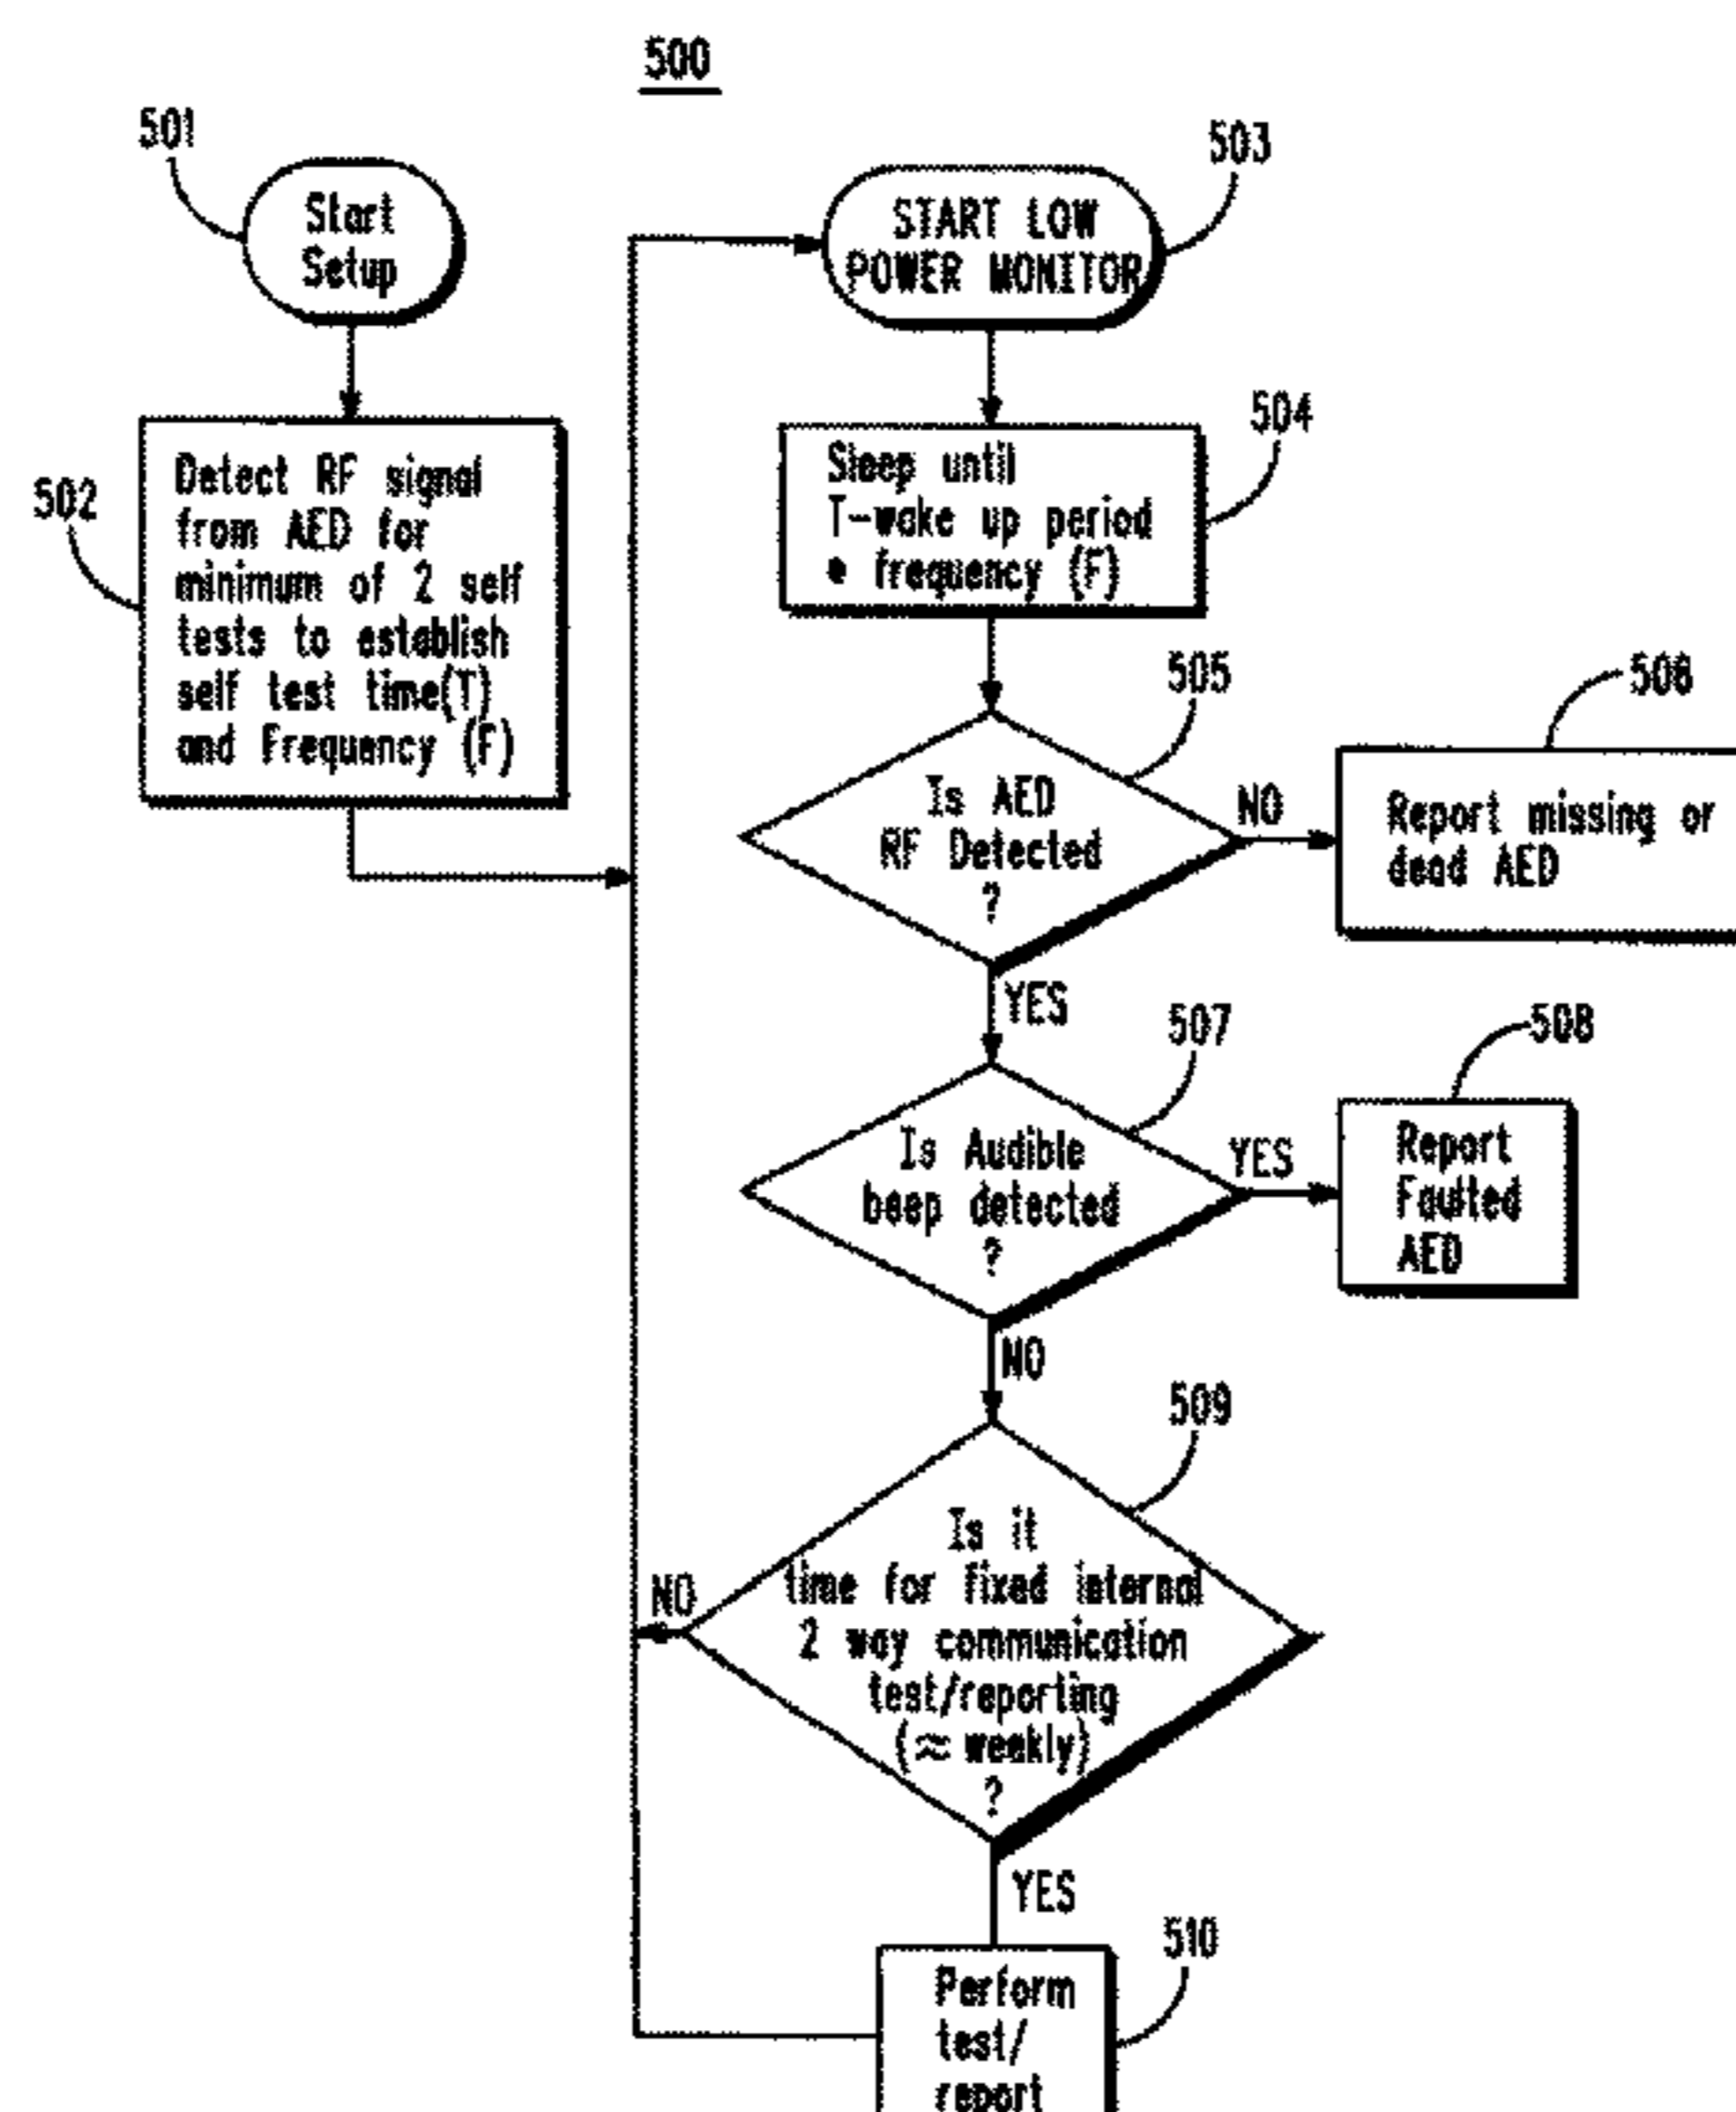 500
501
Start
Setup
502
Detect RF signal
from AED for
minimum of 2 self
tests to establish
self test time(T)
and Frequency (F)
503
START LOW
POWER MONITOR
504
Sleep until
T-wake up period
● frequency (F)
505
Is AED
RF Detected
?
NO
506
Report missing or
dead AED
YES
507
Is Audible
beep detected
?
YES
508
Report
Faulted
AED
NO
509
Is it
time for fixed internal
2 way communication
test/reporting
(≈ weekly)
?
NO
YES
510
Perform
test/
report